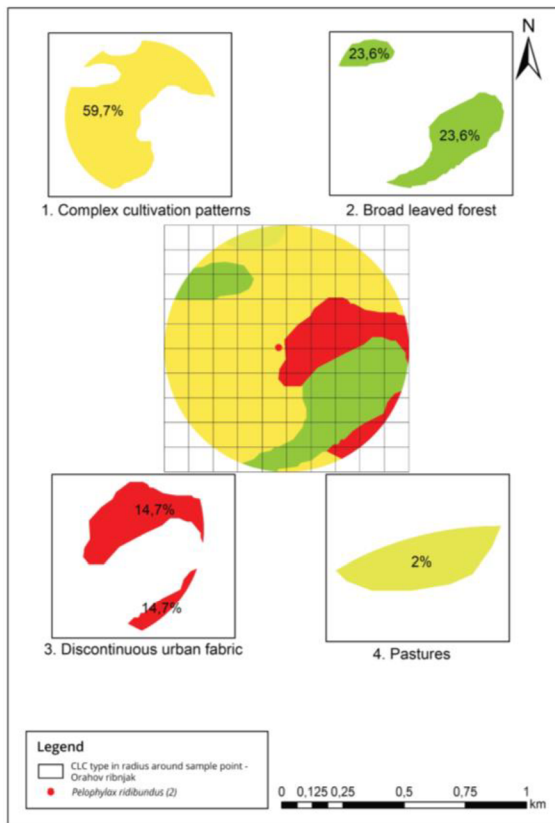 N
59,7%
23,6%
23,6%
1. Complex cultivation patterns
2. Broad leaved forest
14,7%
14,7%
2%
3. Discontinuous urban fabric
4. Pastures
Legend
CLC type in radius around sample point -
Orahov ribnjak
Pelophylax ridibundus (2)
0 0,125 0,25 0,5 0,75 1
km